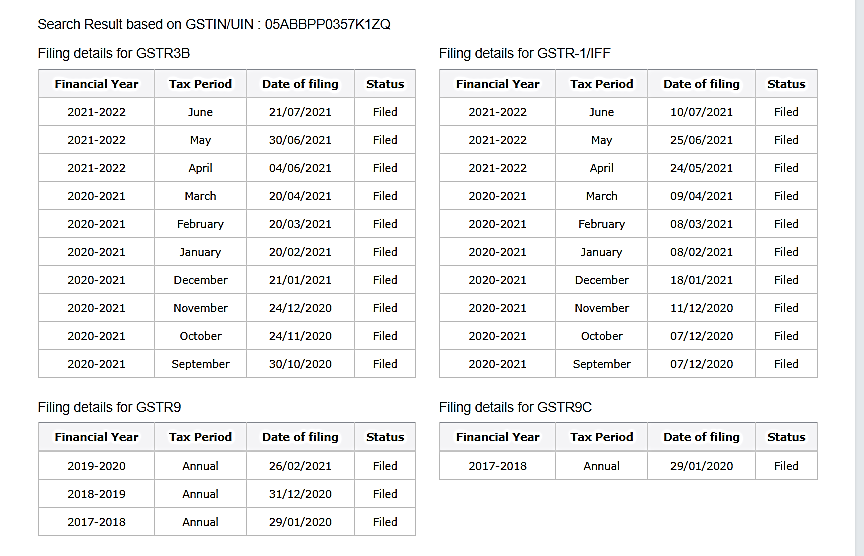 Search Result based on GSTIN/UIN : 05ABBPP0357K1ZQ
Filing details for GSTR3B
Financial Year Tax Period Date of filing Status
2021-2022 June 21/07/2021 Filed
2021-2022 May 30/06/2021 Filed
2021-2022 April 04/06/2021 Filed
2020-2021 March 20/04/2021 Filed
2020-2021 February 20/03/2021 Filed
2020-2021 January 20/02/2021 Filed
2020-2021 December 21/01/2021 Filed
2020-2021 November 24/12/2020 Filed
2020-2021 October 24/11/2020 Filed
2020-2021 September 30/10/2020 Filed
Filing details for GSTR-1/IFF
Financial Year Tax Period Date of filing Status
2021-2022 June 10/07/2021 Filed
2021-2022 May 25/06/2021 Filed
2021-2022 April 24/05/2021 Filed
2020-2021 March 09/04/2021 Filed
2020-2021 February 08/03/2021 Filed
2020-2021 January 08/02/2021 Filed
2020-2021 December 18/01/2021 Filed
2020-2021 November 11/12/2020 Filed
2020-2021 October 07/12/2020 Filed
2020-2021 September 07/12/2020 Filed
Filing details for GSTR9
Financial Year Tax Period Date of filing Status
2019-2020 Annual 26/02/2021 Filed
2018-2019 Annual 31/12/2020 Filed
2017-2018 Annual 29/01/2020 Filed
Filing details for GSTR9C
Financial Year Tax Period Date of filing Status
2017-2018 Annual 29/01/2020 Filed